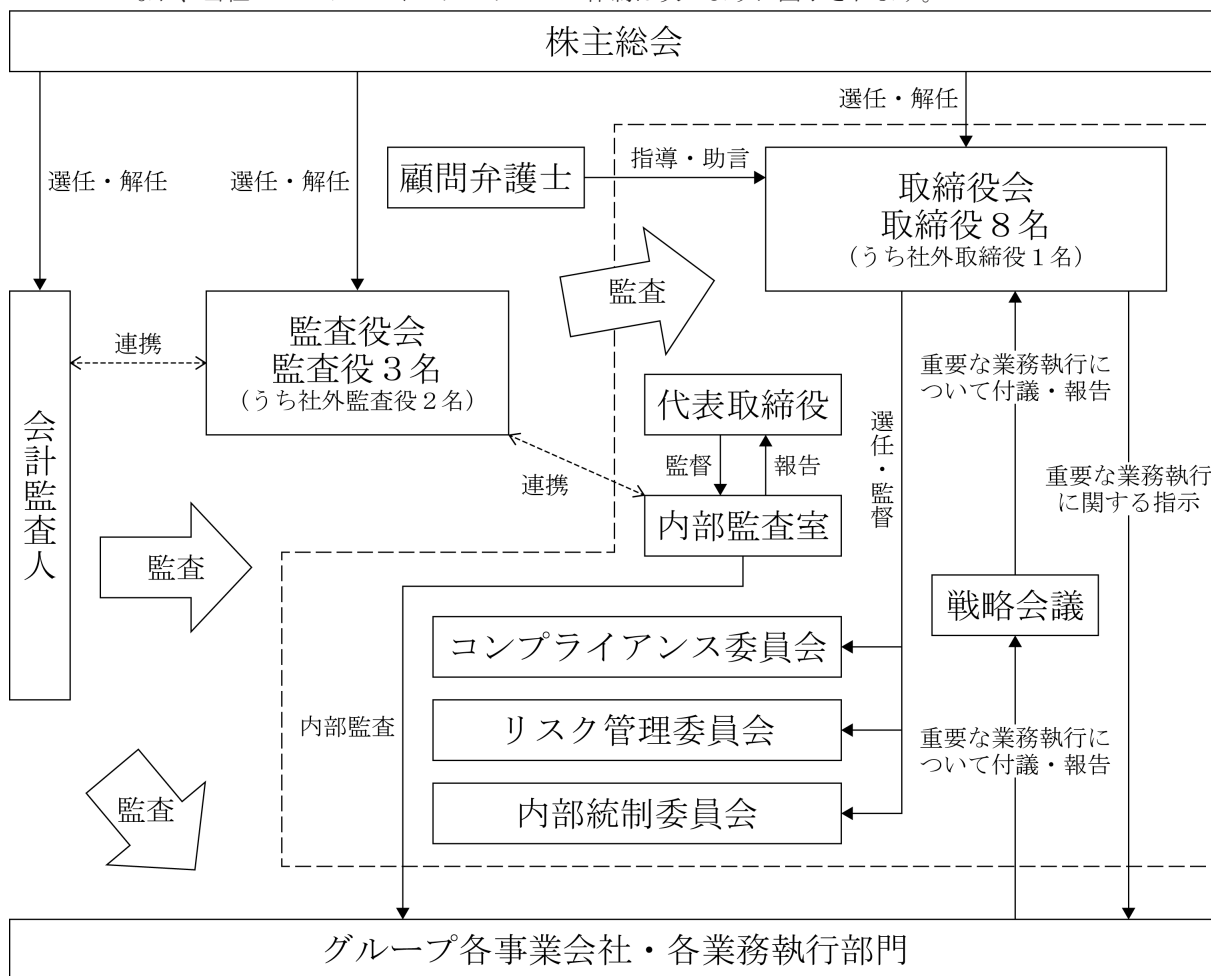 株主総会
選任・解任
選任・解任
選任・解任
顧問弁護士
指導・助言
取締役会
取締役８名
（うち社外取締役１名）
監査
監査役会
監査役３名
（うち社外監査役２名）
連携
会計監査人
代表取締役
監督
報告
連携
内部監査室
選任・監督
重要な業務執行に
ついて付議・報告
重要な業務執行
に関する指示
監査
戦略会議
コンプライアンス委員会
リスク管理委員会
内部統制委員会
内部監査
重要な業務執行に
ついて付議・報告
監査
グループ各事業会社・各業務執行部門